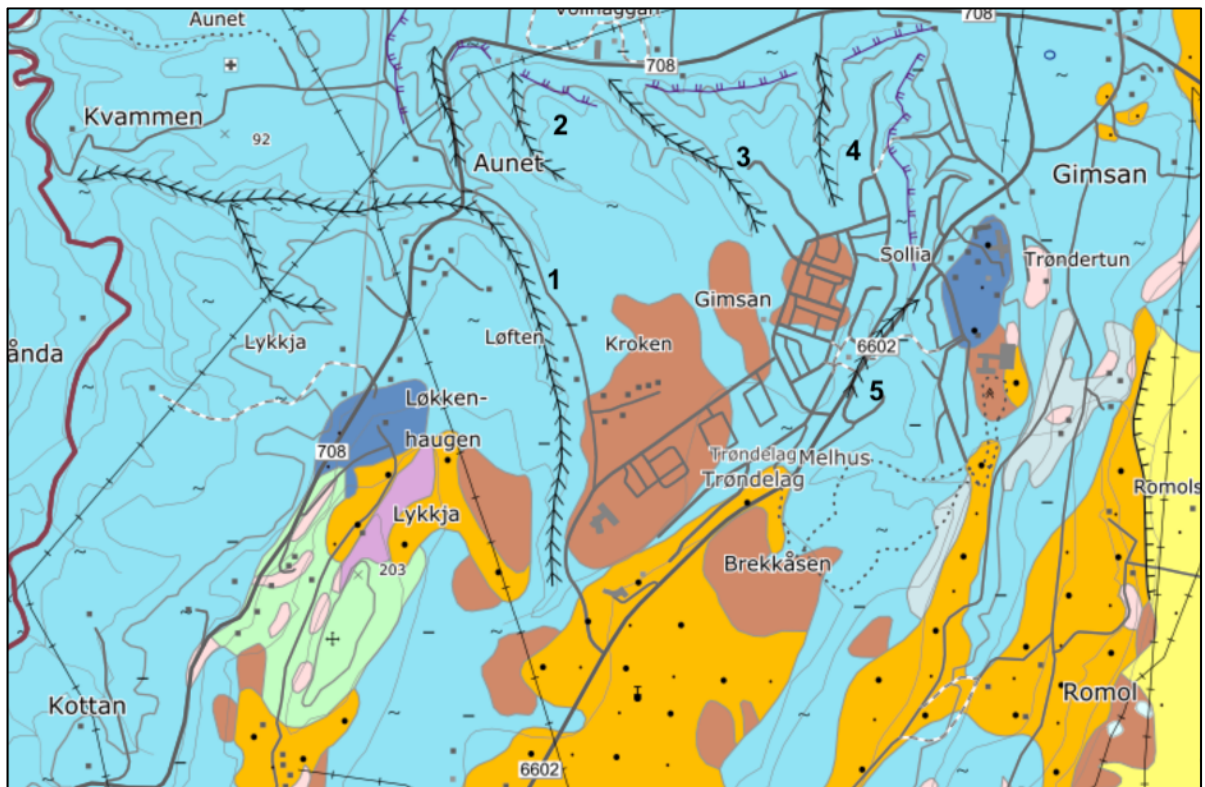 Aunet
Vollhaggan
708
708
Kvammen
92
2
Aunet
3
4
Gimsan
Sollia
Trøndertun
1
Gimsan
Lykkja
Løften
Kroken
6602
ånda
5
Løkken-
haugen
708
Trøndelag Melhus
Trøndelag
Romols
Lykkja
203
Brekkåsen
Kottan
Romol
6602